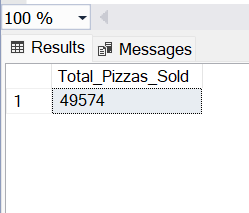 100 %
Results Messages
Total_Pizzas_Sold
1 49574